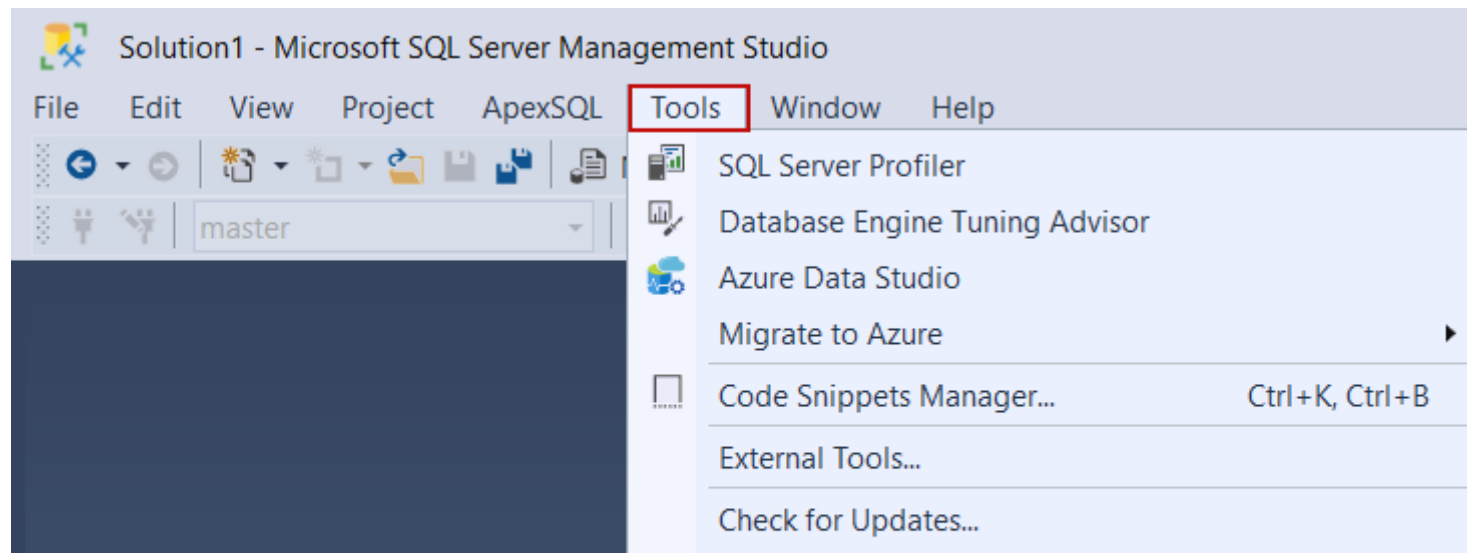 Solution1 - Microsoft SQL Server Management Studio
File Edit View Project ApexSQL Tools Window Help
SQL Server Profiler
master
Database Engine Tuning Advisor
Azure Data Studio
Migrate to Azure
Code Snippets Manager... Ctrl+K, Ctrl+B
External Tools...
Check for Updates...